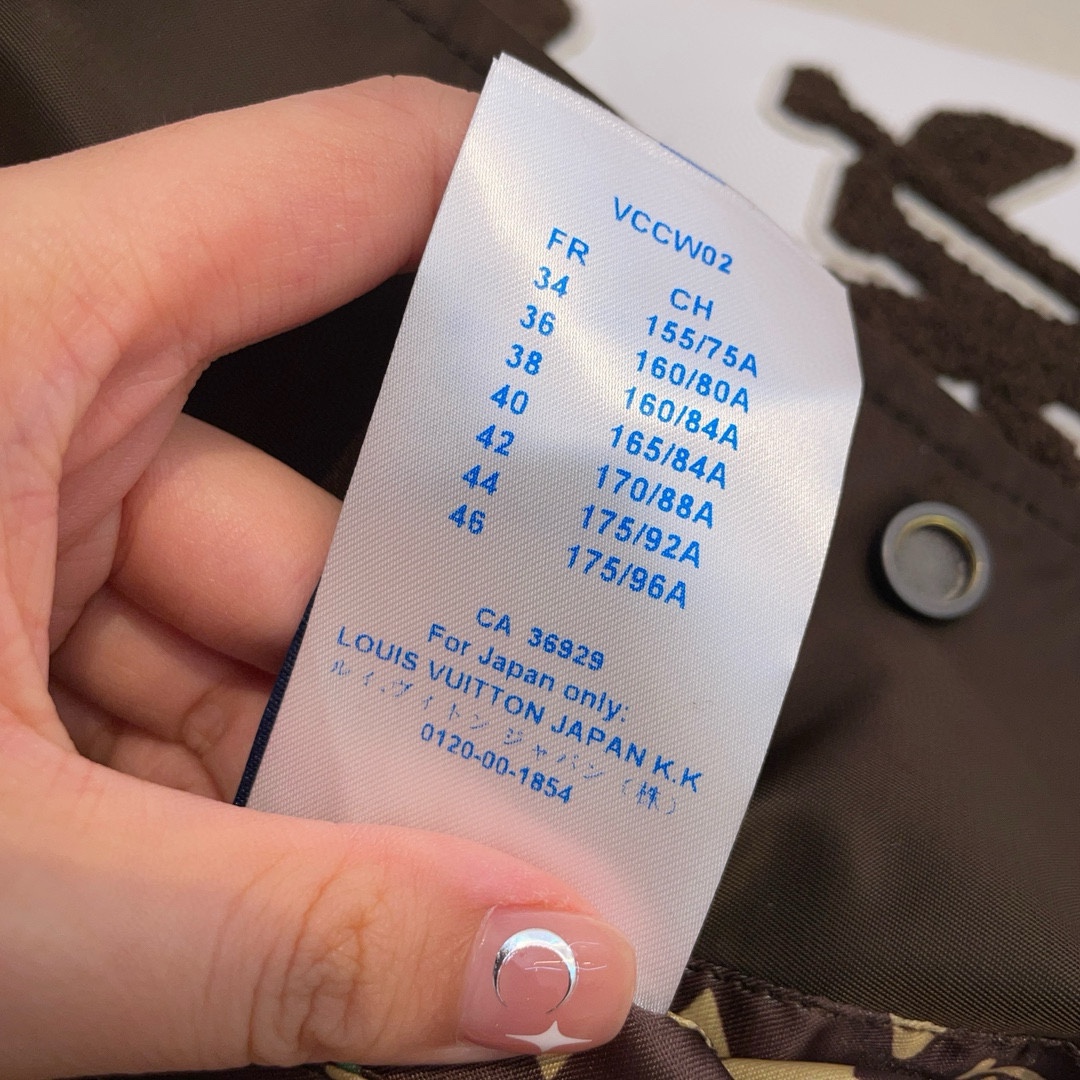 VCCW02
FR CH
34 155/75A
36 160/80A
38 160/84A
40 165/84A
42 170/88A
44 175/92A
46 175/96A
CA 36929
For Japan only:
LOUIS VUITTON JAPAN K.K
ルイ.ヴィトン ジャパン (株)
0120-00-1854